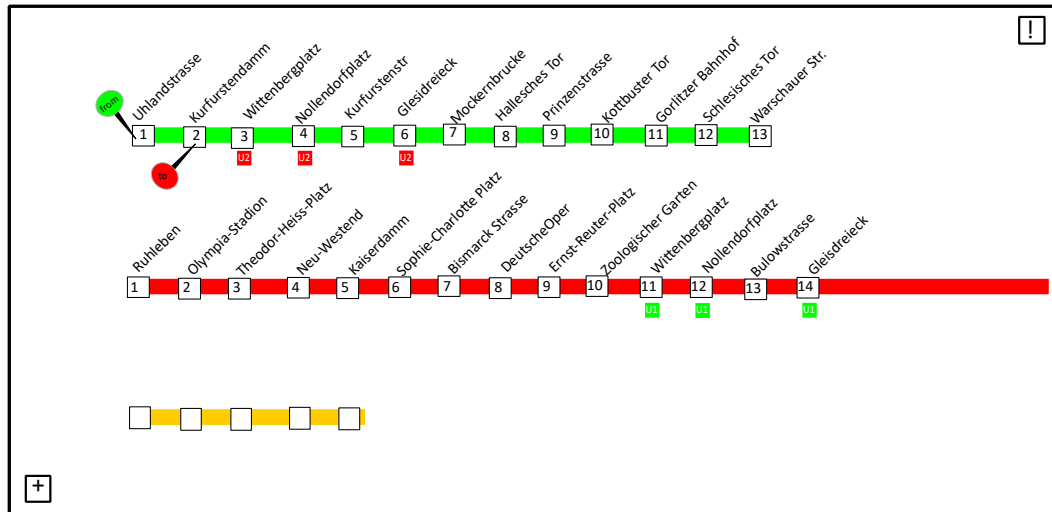 !
from
Uhlandstrasse
Kurfurstendamm
Wittenbergplatz
Nollendorfplatz
Kurfurstenstr
Glesidreieck
Mockernbrucke
Hallesches Tor
Prinzenstrasse
Kottbuster Tor
Gorlitzer Bahnhof
Schlesisches Tor
Warschauer Str.
1 2 3 4 5 6 7 8 9 10 11 12 13
to
U2 U2 U2
Ruhleben
Olympia-Stadion
Theodor-Heiss-Platz
Neu-Westend
Kaiserdamm
Sophie-Charlotte Platz
Bismarck Strasse
DeutscheOper
Ernst-Reuter-Platz
Zoologischer Garten
Wittenbergplatz
Nollendorfplatz
Bulowstrasse
Gleisdreieck
1 2 3 4 5 6 7 8 9 10 11 12 13 14
U1 U1 U1
+